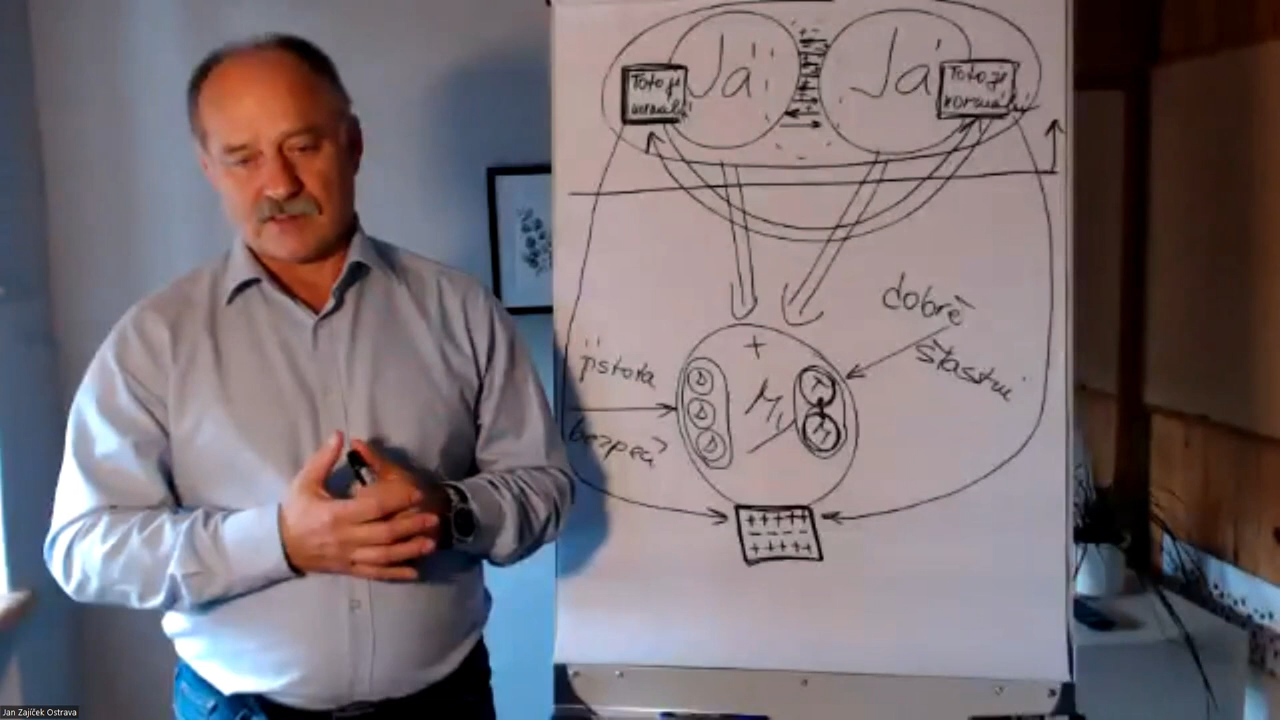 Já
Já
Toto je
normální
Toto je
normální
dobře
šťastní
jistota
bezpečí
+
My
D
D
D
+++++
-----
+++++
Jan Zajíček Ostrava